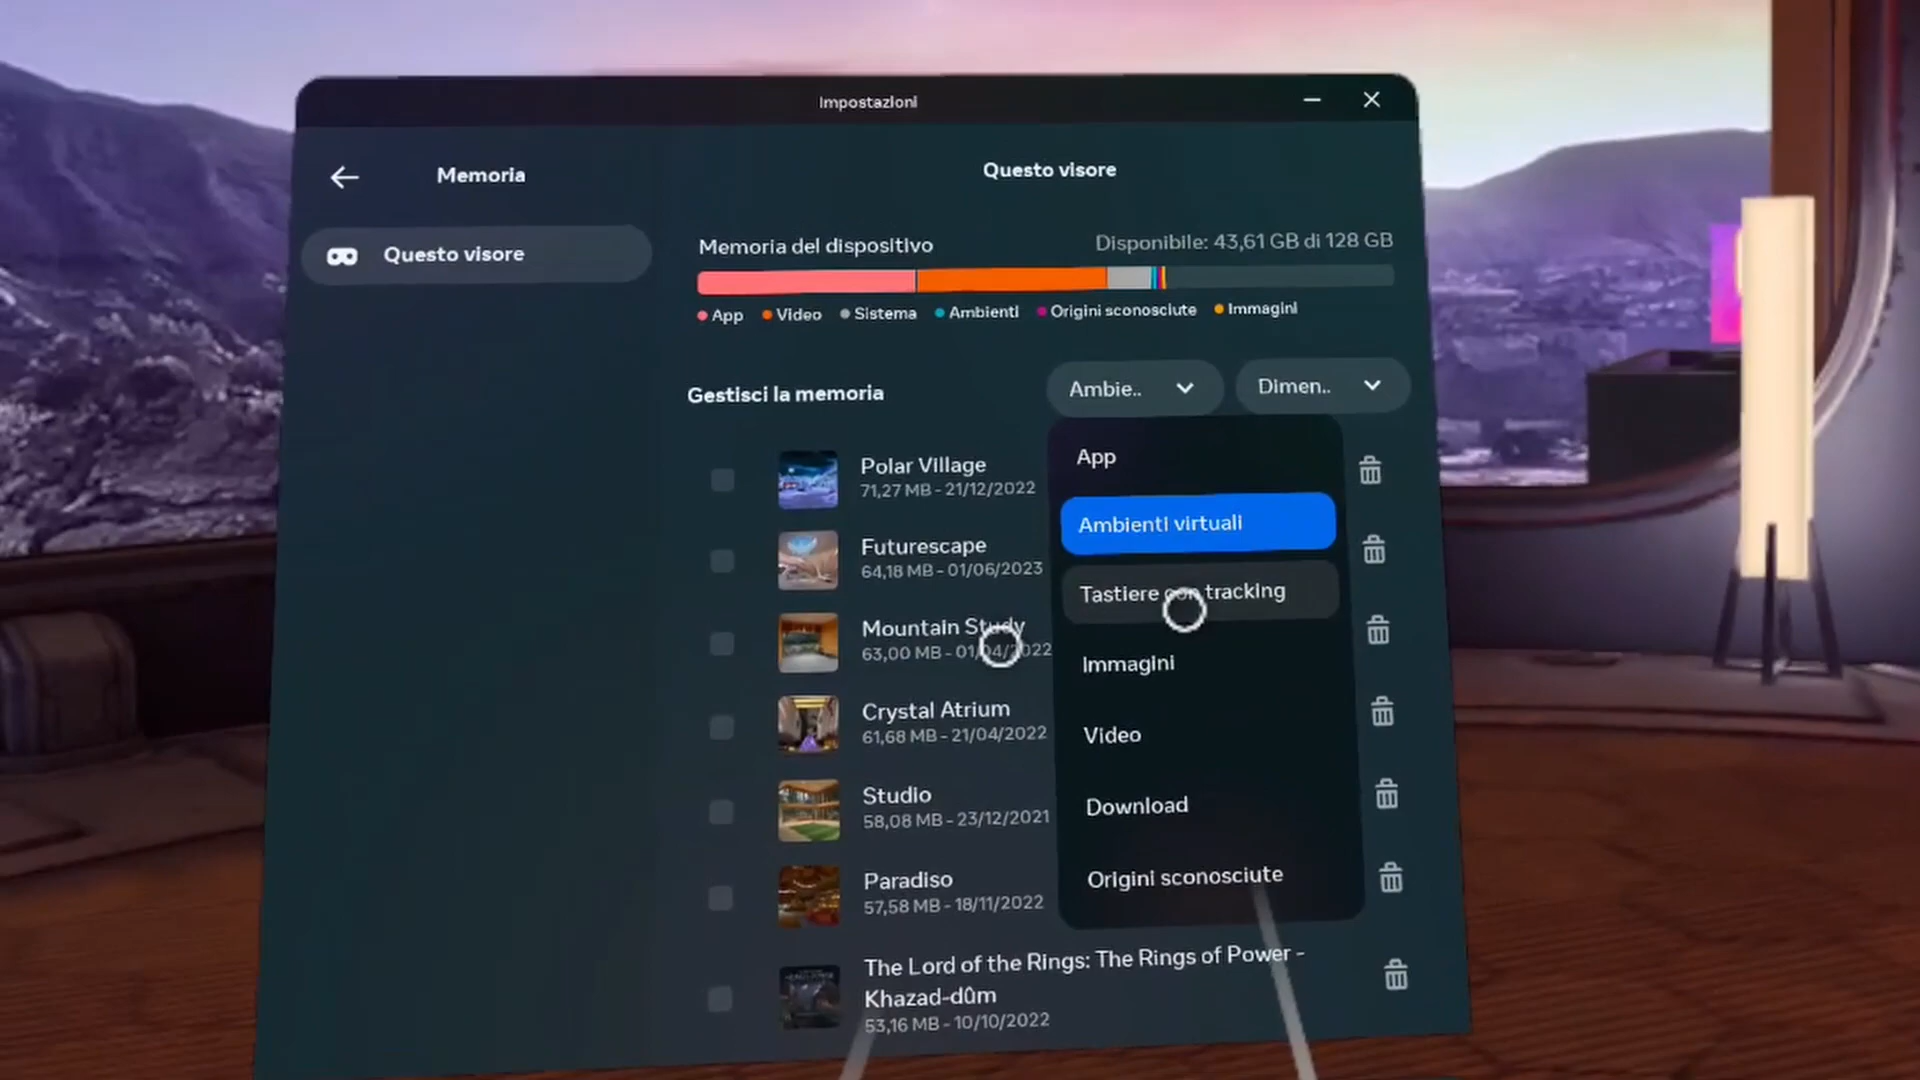 Impostazioni
Memoria
Questo visore
Questo visore
Memoria del dispositivo
Disponibile: 43,61 GB di 128 GB
App
Video
Sistema
Ambienti
Origini sconosciute
Immagini
Gestisci la memoria
Ambie..
Dimen..
App
Ambienti virtuali
Tastiere con tracking
Immagini
Video
Download
Origini sconosciute
Polar Village
71,27 MB - 21/12/2022
Futurescape
64,18 MB - 01/06/2023
Mountain Study
63,00 MB - 01/04/2022
Crystal Atrium
61,68 MB - 21/04/2022
Studio
58,08 MB - 23/12/2021
Paradiso
57,58 MB - 18/11/2022
The Lord of the Rings: The Rings of Power -
Khazad-dûm
53,16 MB - 10/10/2022